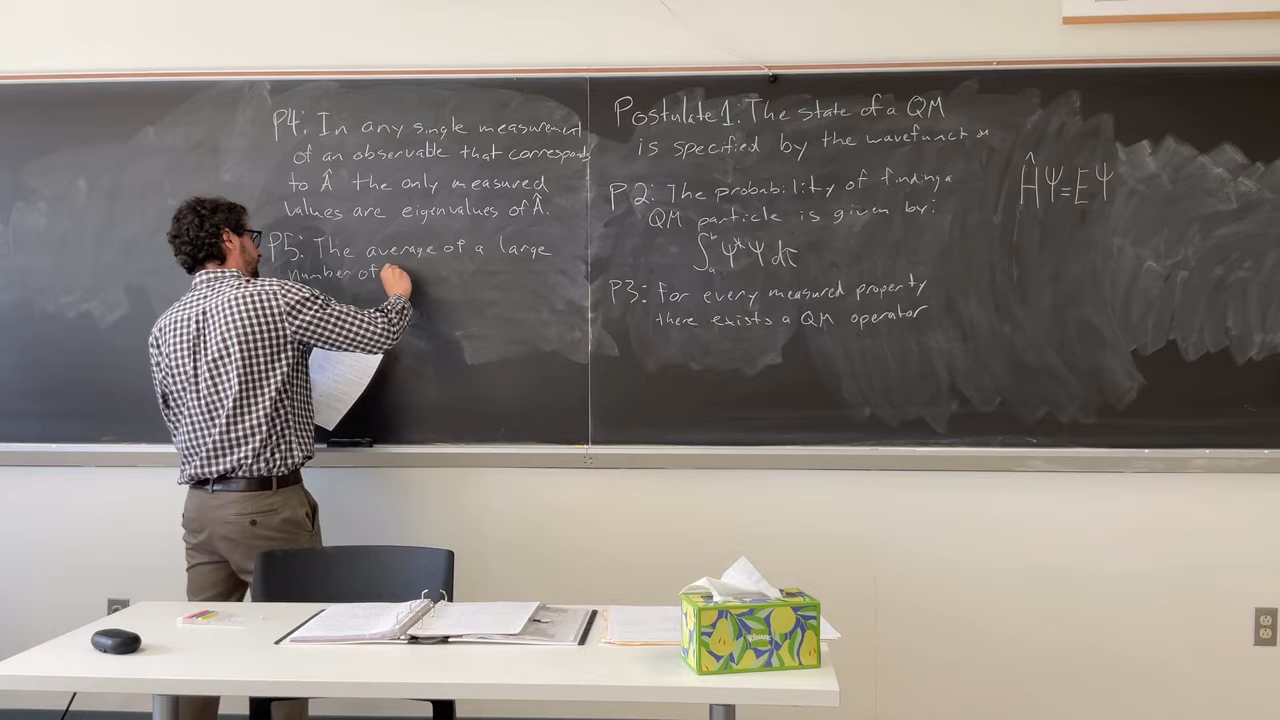 P4: In any single measurement
of an observable that corresponds
to Â the only measured
values are eigenvalues of Â.
P5: The average of a large
number of
Postulate 1: The state of a QM
is specified by the wavefunct
P2: The probability of finding a
QM particle is given by:
∫ₐᵇ Ψ*Ψ dτ
P3: For every measured property
there exists a QM operator
ĤΨ=EΨ
Kleenex